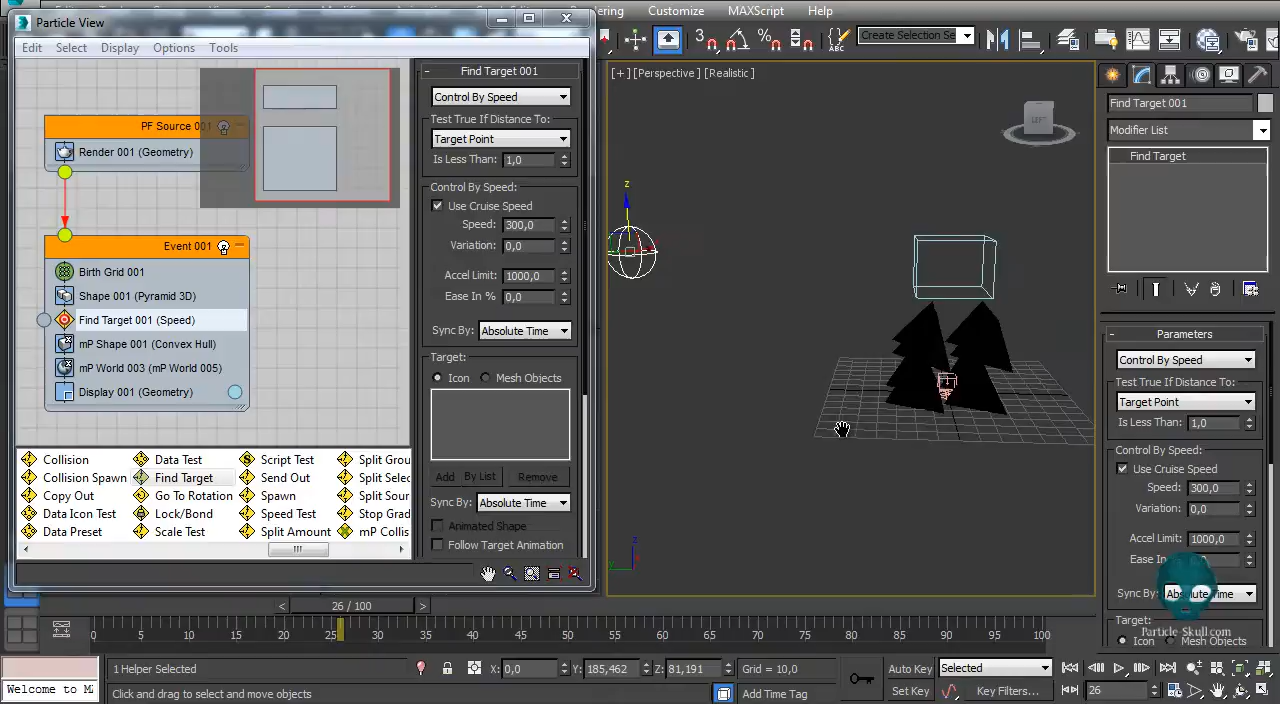 Particle View
Edit Select Display Options Tools
PF Source 001
Render 001 (Geometry)
Event 001
Birth Grid 001
Shape 001 (Pyramid 3D)
Find Target 001 (Speed)
mP Shape 001 (Convex Hull)
mP World 003 (mP World 005)
Display 001 (Geometry)
Collision Data Test Script Test Split Grou
Collision Spawn Find Target Send Out Split Selec
Copy Out Go To Rotation Spawn Split Sour
Data Icon Test Lock/Bond Speed Test Stop Grad
Data Preset Scale Test Split Amount mP Collis
- Find Target 001
Control By Speed
Test True If Distance To:
Target Point
Is Less Than: 1,0
Control By Speed:
Use Cruise Speed
Speed: 300,0
Variation: 0,0
Accel Limit: 1000,0
Ease In % 0,0
Sync By: Absolute Time
Target:
Icon Mesh Objects
Add By List Remove
Sync By: Absolute Time
Animated Shape
Follow Target Animation
Rendering Customize MAXScript Help
3 % ABC Create Selection Se
[+] [Perspective] [Realistic]
LEFT
z
z
y
Find Target 001
Modifier List
Find Target
- Parameters
Control By Speed
Test True If Distance To:
Target Point
Is Less Than: 1,0
Control By Speed:
Use Cruise Speed
Speed: 300,0
Variation: 0,0
Accel Limit: 1000,0
Ease In
Sync By: Absolute Time
Target:
Icon Mesh Objects
Particle-Skull.com
< 26 / 100 >
0 5 10 15 20 25 30 35 40 45 50 55 60 65 70 75 80 85 90 95 100
1 Helper Selected X: 0,0 Y: 185,462 Z: 81,191 Grid = 10,0 Auto Key Selected
Welcome to M Click and drag to select and move objects Add Time Tag Set Key Key Filters... 26